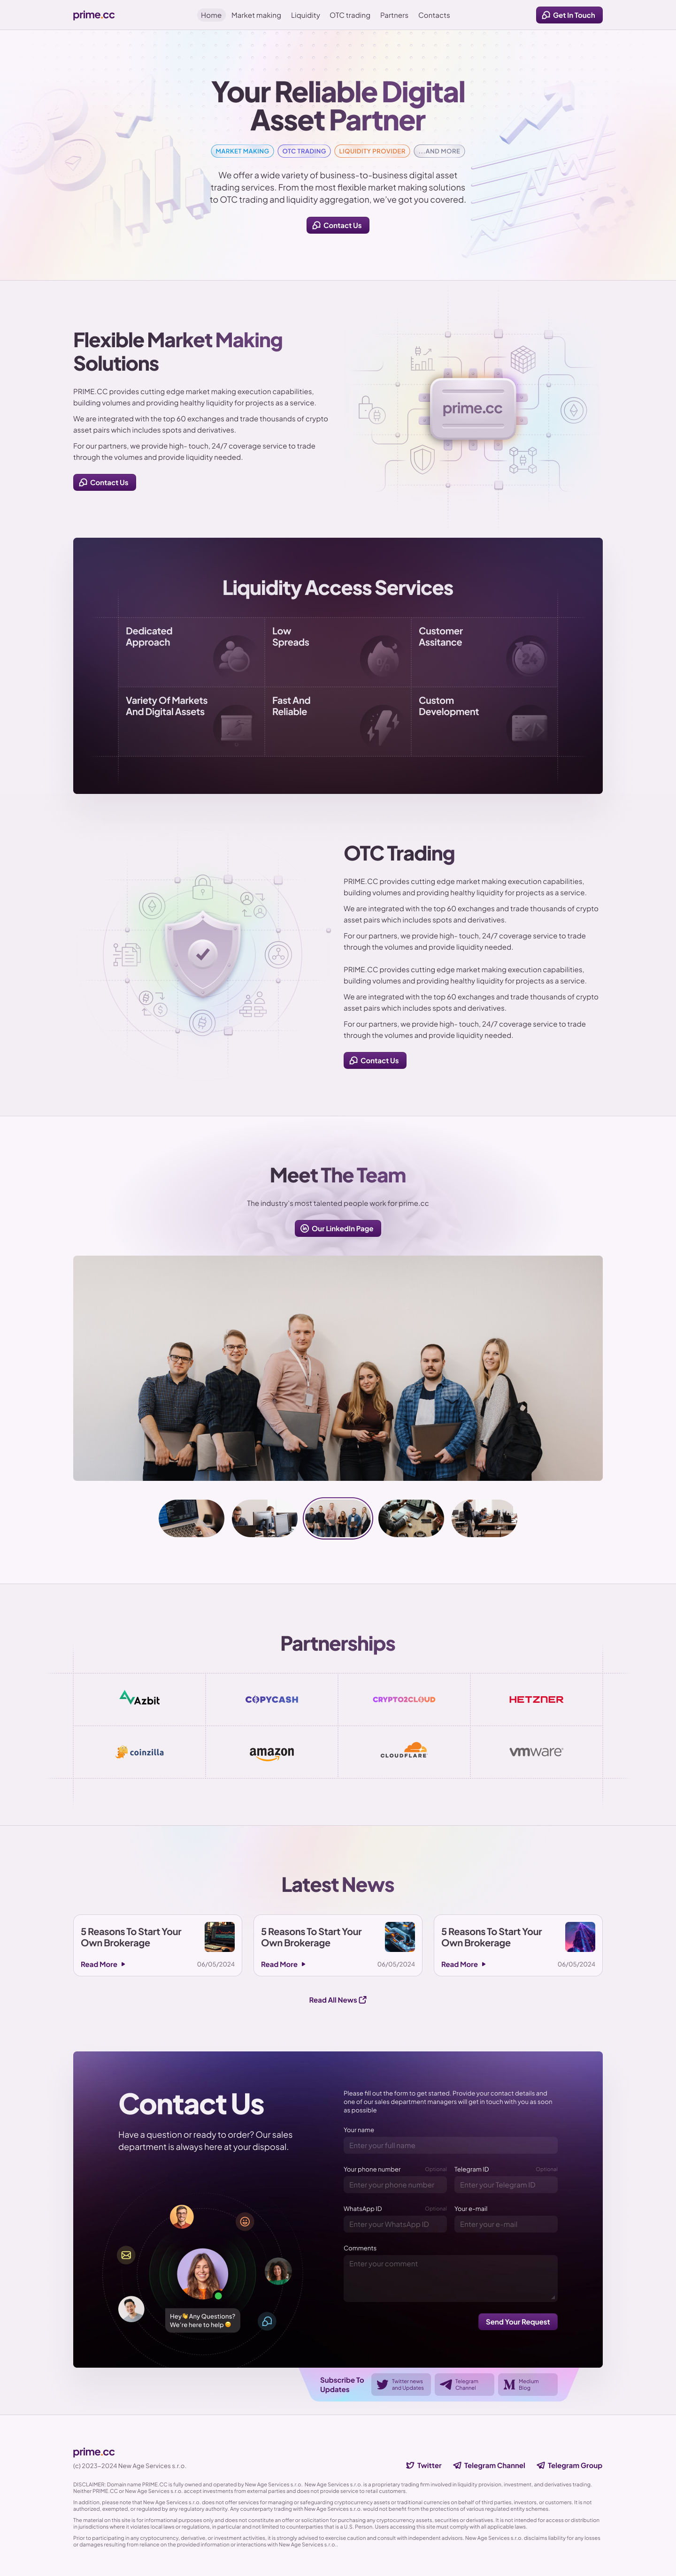 prime.cc
Home Market making Liquidity OTC trading Partners Contacts
Get In Touch
Your Reliable Digital
Asset Partner
MARKET MAKING OTC TRADING LIQUIDITY PROVIDER ...AND MORE
We offer a wide variety of business-to-business digital asset
trading services. From the most flexible market making solutions
to OTC trading and liquidity aggregation, we've got you covered.
Contact Us
Flexible Market Making
Solutions
PRIME.CC provides cutting edge market making execution capabilities,
building volumes and providing healthy liquidity for projects as a service.
We are integrated with the top 60 exchanges and trade thousands of crypto
asset pairs which includes spots and derivatives.
For our partners, we provide high- touch, 24/7 coverage service to trade
through the volumes and provide liquidity needed.
Contact Us
prime.cc
Liquidity Access Services
Dedicated
Approach
Low
Spreads
Customer
Assitance
24
Variety Of Markets
And Digital Assets
Fast And
Reliable
Custom
Development
OTC Trading
PRIME.CC provides cutting edge market making execution capabilities,
building volumes and providing healthy liquidity for projects as a service.
We are integrated with the top 60 exchanges and trade thousands of crypto
asset pairs which includes spots and derivatives.
For our partners, we provide high- touch, 24/7 coverage service to trade
through the volumes and provide liquidity needed.
PRIME.CC provides cutting edge market making execution capabilities,
building volumes and providing healthy liquidity for projects as a service.
We are integrated with the top 60 exchanges and trade thousands of crypto
asset pairs which includes spots and derivatives.
For our partners, we provide high- touch, 24/7 coverage service to trade
through the volumes and provide liquidity needed.
Contact Us
Meet The Team
The industry's most talented people work for prime.cc
Our LinkedIn Page
Partnerships
Azbit
COPYCASH
CRYPTO2CLOUD
HETZNER
coinzilla
amazon
CLOUDFLARE
vmware
Latest News
5 Reasons To Start Your
Own Brokerage
Read More 06/05/2024
5 Reasons To Start Your
Own Brokerage
Read More 06/05/2024
5 Reasons To Start Your
Own Brokerage
Read More 06/05/2024
Read All News
Contact Us
Have a question or ready to order? Our sales
department is always here at your disposal.
Hey👋 Any Questions?
We're here to help 😄
Please fill out the form to get started. Provide your contact details and
one of our sales department managers will get in touch with you as soon
as possible
Your name
Enter your full name
Your phone number Optional Telegram ID Optional
Enter your phone number Enter your Telegram ID
WhatsApp ID Optional Your e-mail
Enter your WhatsApp ID Enter your e-mail
Comments
Enter your comment
Send Your Request
Subscribe To
Updates
Twitter news
and Updates
Telegram
Channel
Medium
Blog
prime.cc
(c) 2023-2024 New Age Services s.r.o.
Twitter Telegram Channel Telegram Group
DISCLAIMER: Domain name PRIME.CC is fully owned and operated by New Age Services s.r.o. New Age Services s.r.o. is a proprietary trading firm involved in liquidity provision, investment, and derivatives trading.
Neither PRIME.CC or New Age Services s.r.o. accept investments from external parties and does not provide service to retail customers.
In addition, please note that New Age Services s.r.o. does not offer services for managing or safeguarding cryptocurrency assets or traditional currencies on behalf of third parties, investors, or customers. It is not
authorized, exempted, or regulated by any regulatory authority. Any counterparty trading with New Age Services s.r.o. would not benefit from the protections of various regulated entity schemes.
The material on this site is for informational purposes only and does not constitute an offer or solicitation for purchasing any cryptocurrency assets, securities or derivatives. It is not intended for access or distribution
in jurisdictions where it violates local laws or regulations, in particular and not limited to counterparties that is a U.S. Person. Users accessing this site must comply with all applicable laws.
Prior to participating in any cryptocurrency, derivative, or investment activities, it is strongly advised to exercise caution and consult with independent advisors. New Age Services s.r.o. disclaims liability for any losses
or damages resulting from reliance on the provided information or interactions with New Age Services s.r.o..